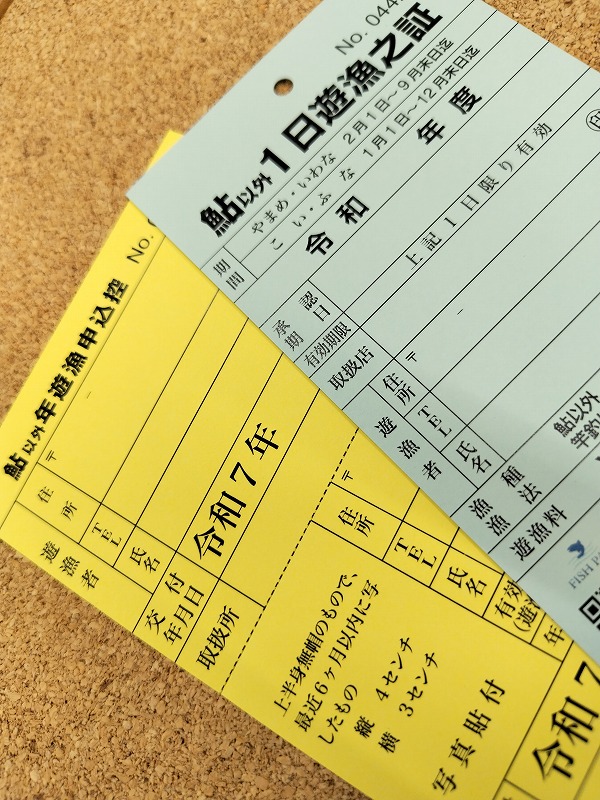 No. 044
鮎以外1日遊漁之証
やまめ・いわな 2月1日～9月末日迄
こい・ふな 1月1日～12月末日迄
期間
令和 年度
承認
期日
上記1日限り有効
有効期限
取扱店
〒
住所
TEL
遊漁者
氏名
鮎以外
竿釣
漁種
漁法
遊漁料
FISH PA
No.
鮎以外年遊漁申込控
〒
住所
TEL
遊漁者
氏名
交付
年月日
令和7年
取扱所
〒
住所
TEL
氏名
有効
年
令和7
上半身無帽のもので、
最近6ヶ月以内に写
したもの
縦 4センチ
横 3センチ
写真貼付